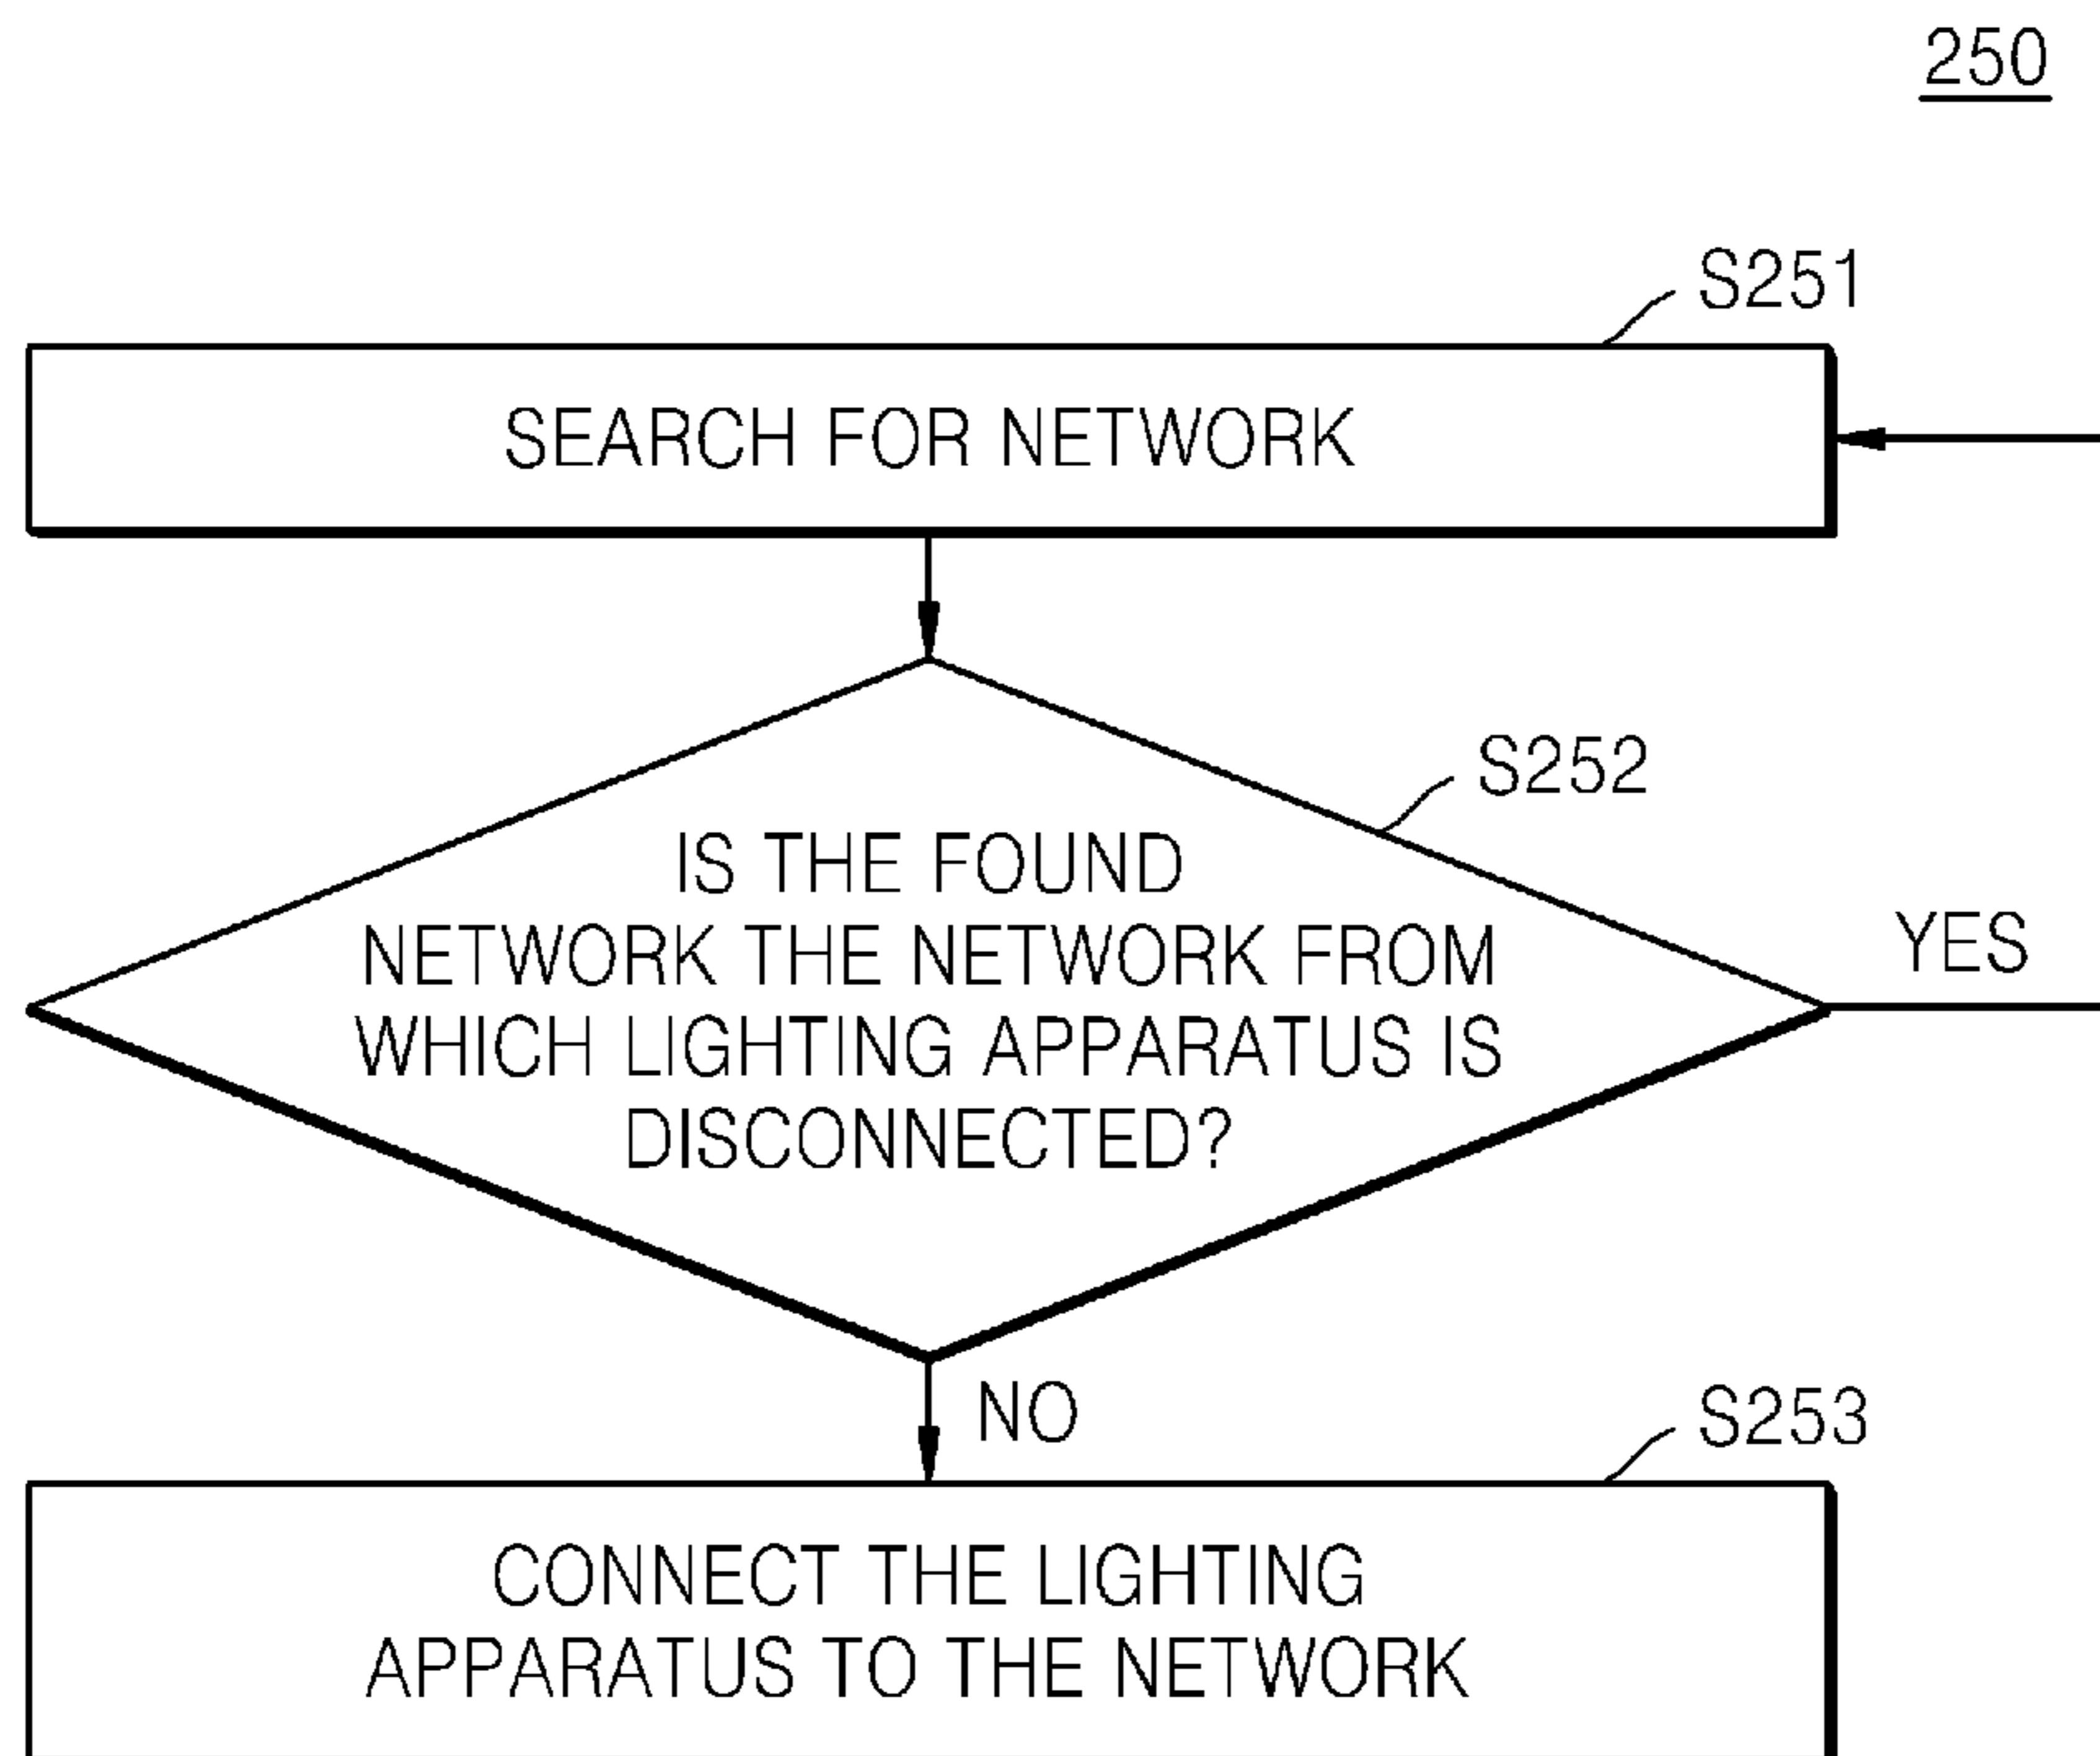 250
S251
SEARCH FOR NETWORK
S252
IS THE FOUND
NETWORK THE NETWORK FROM
WHICH LIGHTING APPARATUS IS
DISCONNECTED?
YES
NO
S253
CONNECT THE LIGHTING
APPARATUS TO THE NETWORK